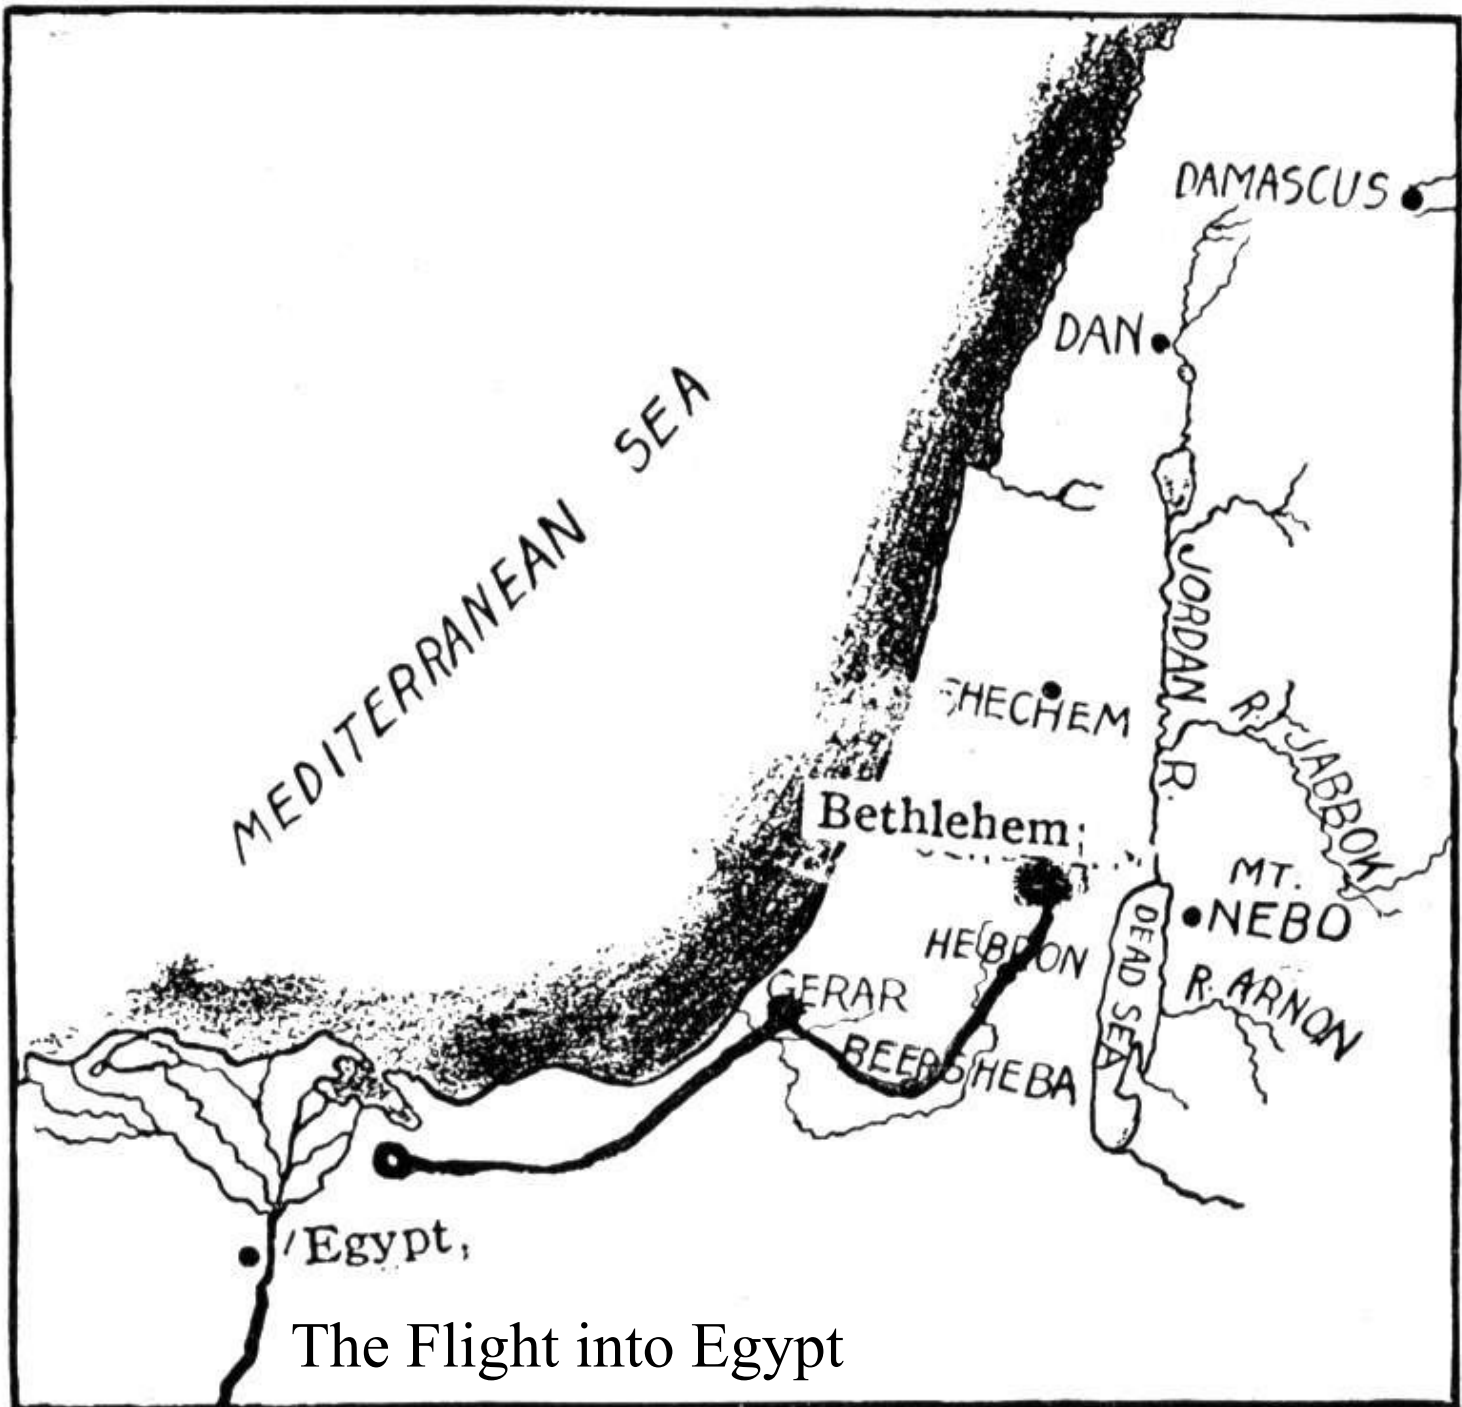 DAMASCUS
DAN
MEDITERRANEAN SEA
JORDAN R.
HECHEM
R. JABBOK
Bethlehem
MT.
NEBO
HEBRON
DEAD SEA
GERAR
R. ARNON
BEERSHEBA
Egypt,
The Flight into Egypt